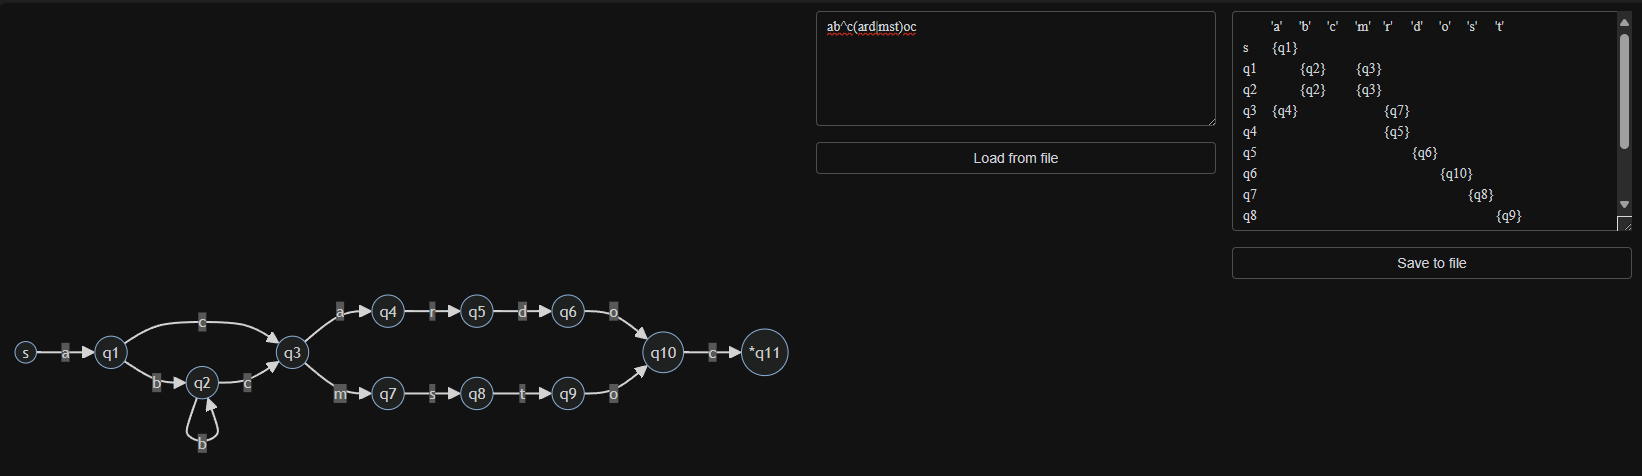 ab^c(ard|mst)oc
Load from file
'a' 'b' 'c' 'm' 'r' 'd' 'o' 's' 't'
s {q1}
q1 {q2} {q3}
q2 {q2} {q3}
q3 {q4} {q7}
q4 {q5}
q5 {q6}
q6 {q10}
q7 {q8}
q8 {q9}
Save to file
a q4 r q5 d q6 o
c
s a q1 q3 q10 c *q11
b q2 c
m q7 s q8 t q9 o
b